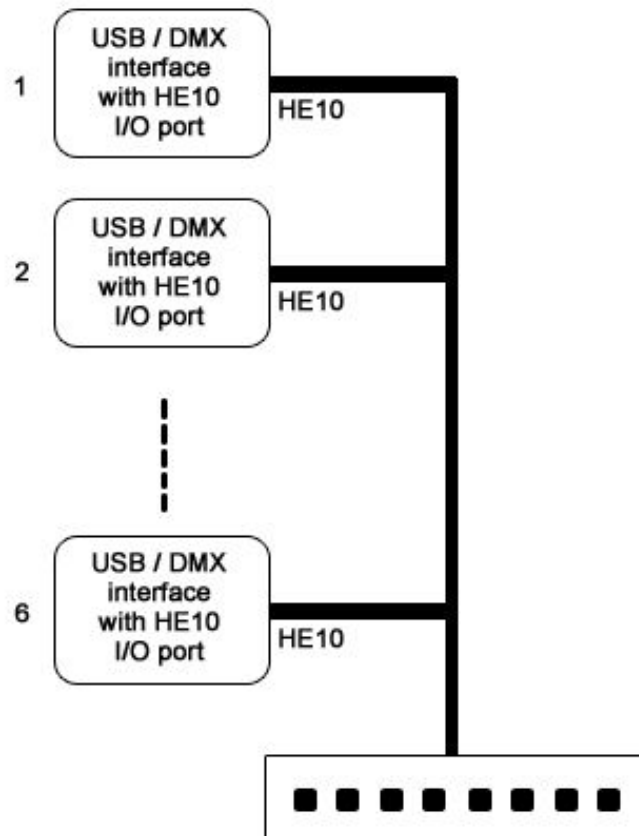 1
USB / DMX
interface
with HE10
I/O port
HE10
2
USB / DMX
interface
with HE10
I/O port
HE10
6
USB / DMX
interface
with HE10
I/O port
HE10